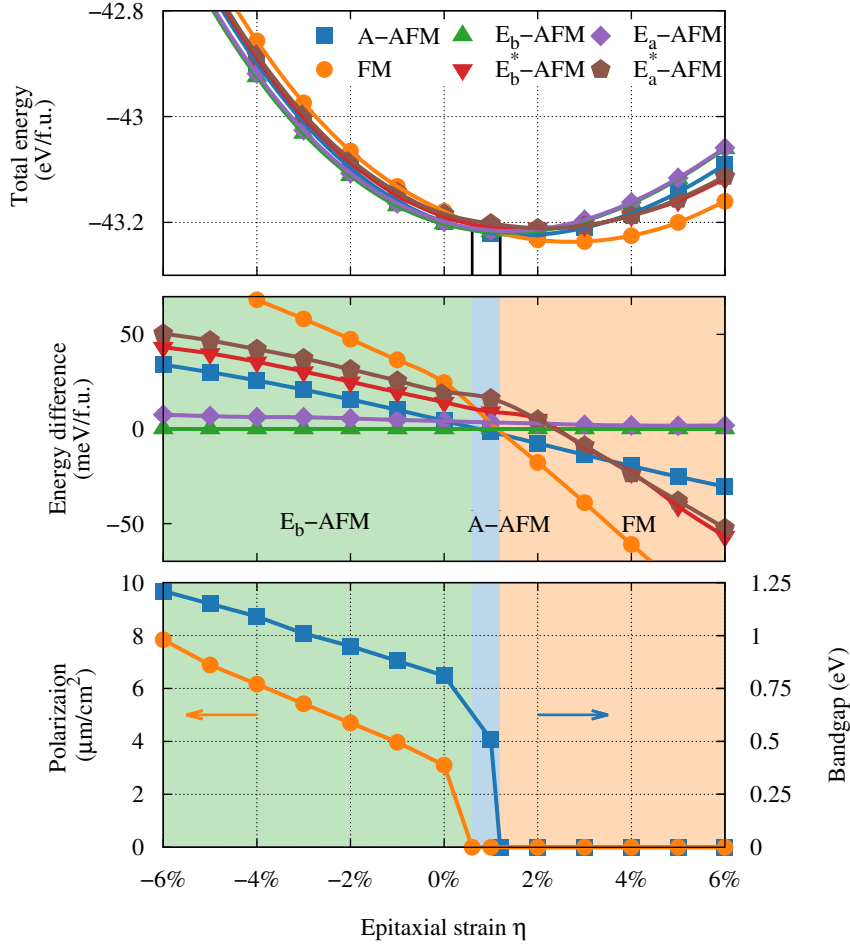 −42.8
−43
−43.2
Total energy
(eV/f.u.)
A−AFM
FM
E_b−AFM
E_b^*−AFM
E_a−AFM
E_a^*−AFM
50
0
−50
Energy difference
(meV/f.u.)
E_b−AFM
A−AFM
FM
10
8
6
4
2
0
Polarizaion
(μm/cm²)
1.25
1
0.75
0.5
0.25
0
Bandgap (eV)
−6%
−4%
−2%
0%
2%
4%
6%
Epitaxial strain η